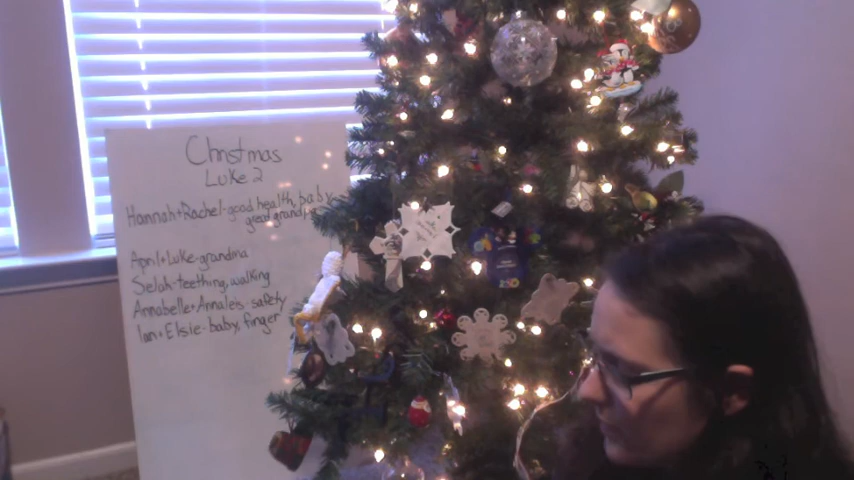 Christmas
Luke 2
Hannah+Rachel-good health, baby
great grand
April+Luke-grandma
Selah-teething, walking
Annabelle+Annaleis-safety
Ian+Elsie-baby, finger